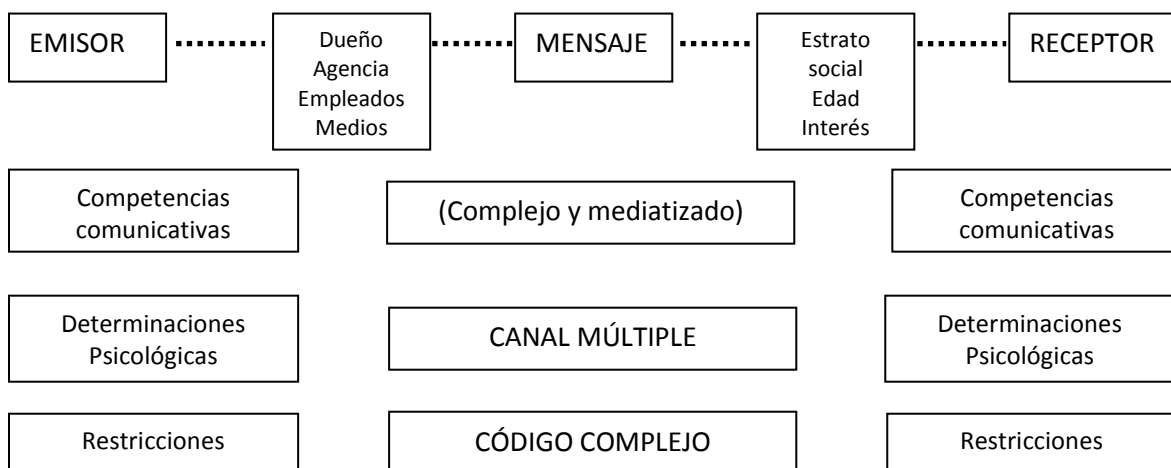 EMISOR
Dueño
Agencia
Empleados
Medios
MENSAJE
Estrato
social
Edad
Interés
RECEPTOR
Competencias
comunicativas
(Complejo y mediatizado)
Competencias
comunicativas
Determinaciones
Psicológicas
CANAL MÚLTIPLE
Determinaciones
Psicológicas
Restricciones
CÓDIGO COMPLEJO
Restricciones